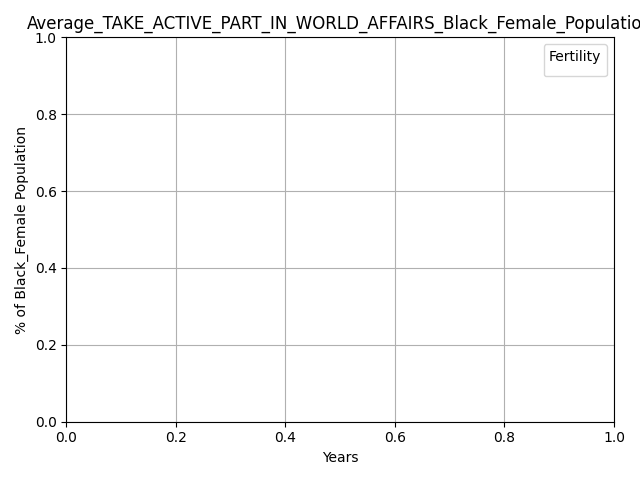 Average_TAKE_ACTIVE_PART_IN_WORLD_AFFAIRS_Black_Female_Populatio
Fertility
% of Black_Female Population
1.0
0.8
0.6
0.4
0.2
0.0
0.0 0.2 0.4 0.6 0.8 1.0
Years